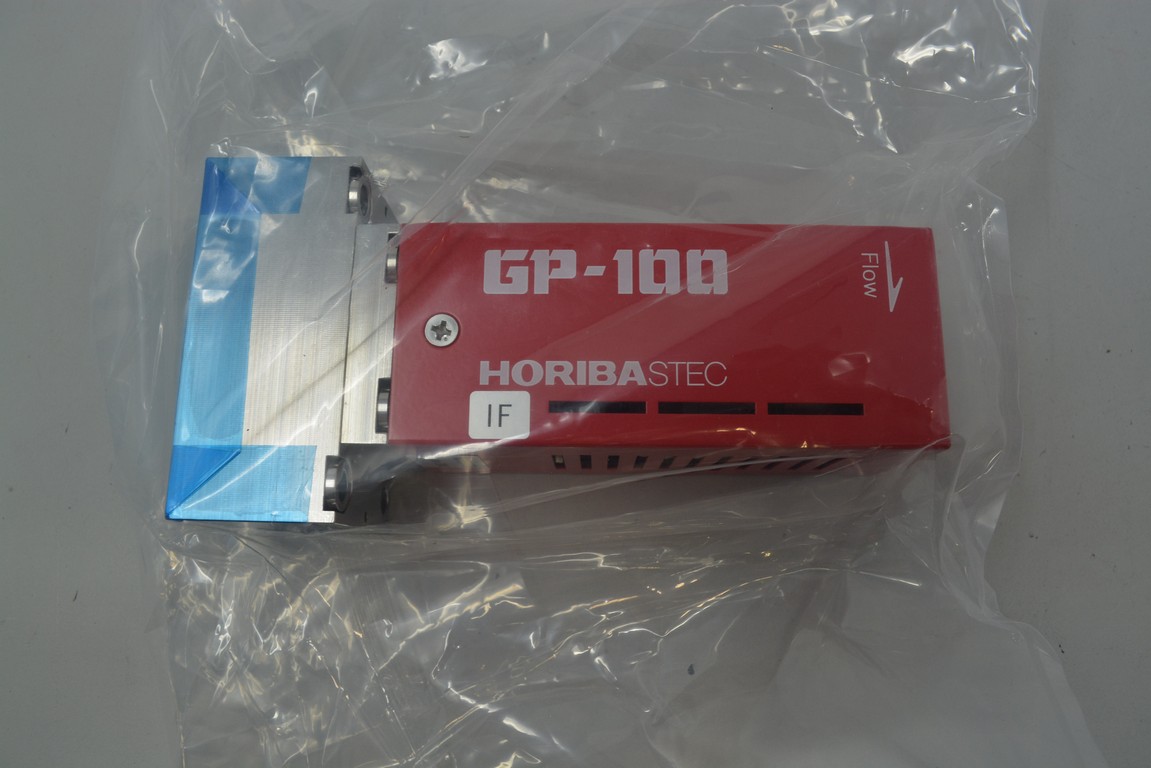 GP-100
Flow
HORIBASTEC
IF